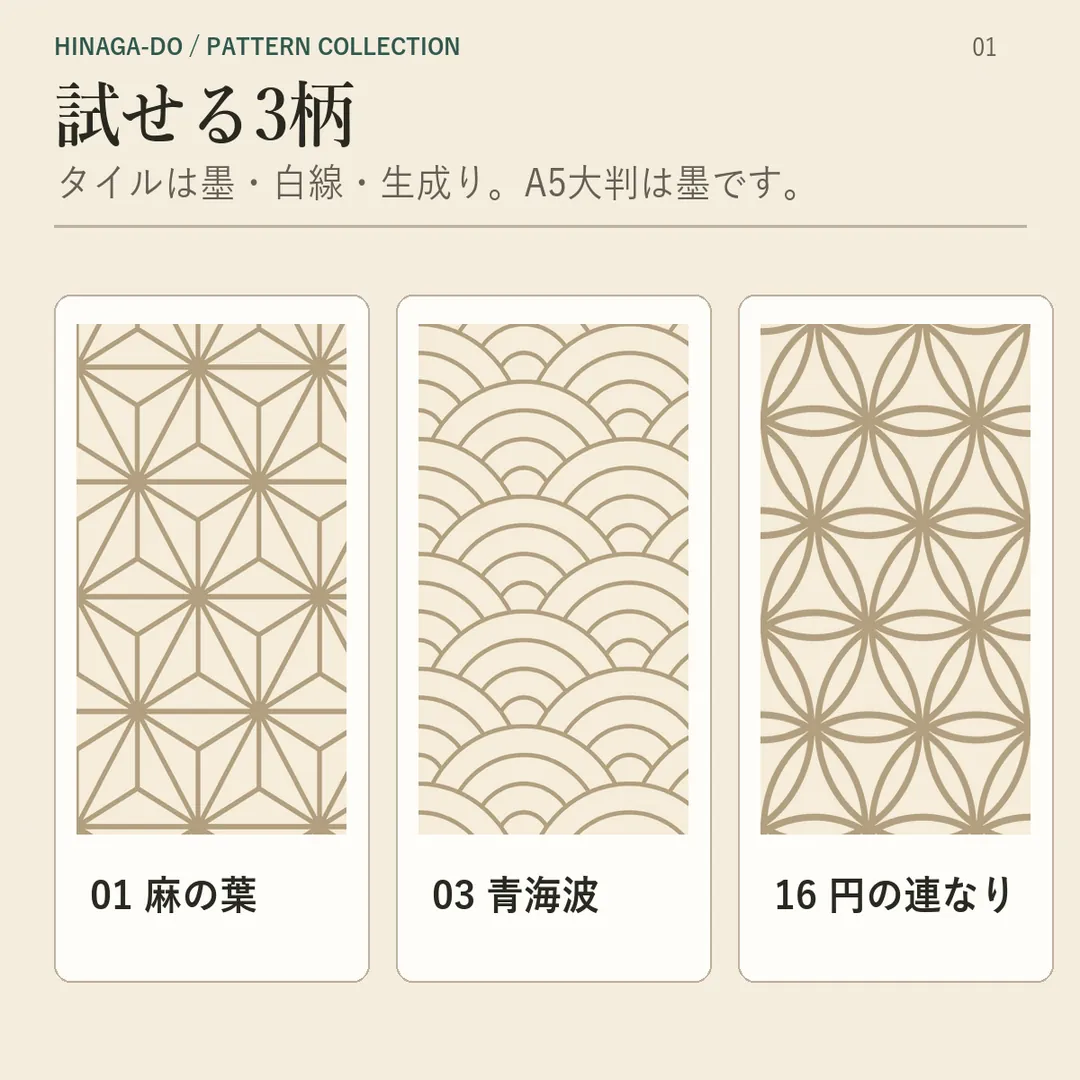 HINAGA-DO / PATTERN COLLECTION
01
試せる3柄
タイルは墨・白線・生成り。A5大判は墨です。
01 麻の葉
03 青海波
16 円の連なり